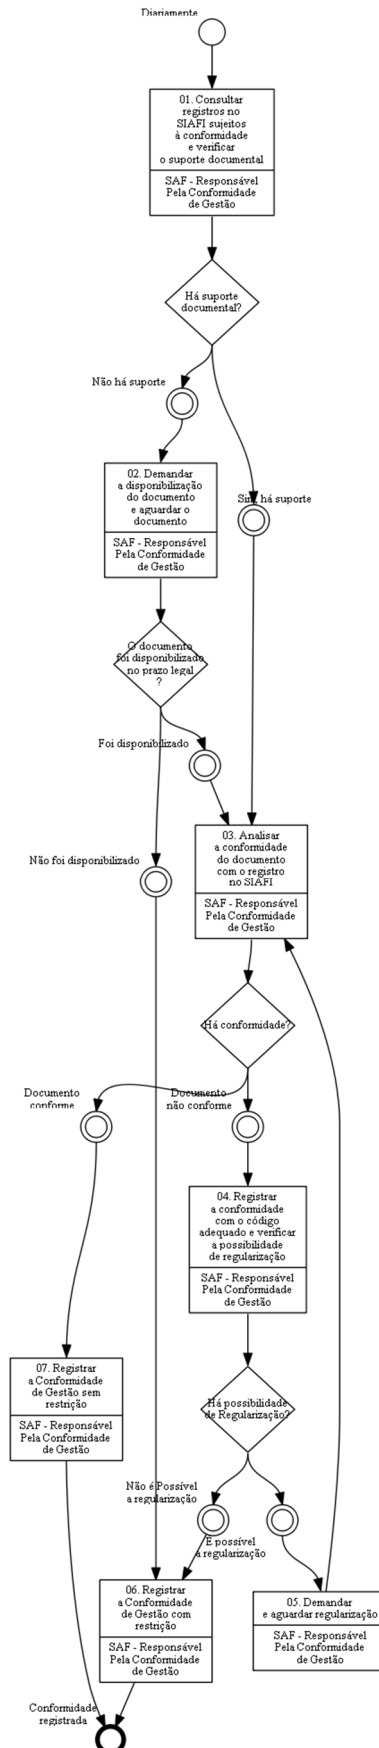 Diariamente
01. Consultar
registros no
SIAFI sujeitos
à conformidade
e verificar
o suporte documental
SAF - Responsável
Pela Conformidade
de Gestão
Há suporte
documental?
Não há suporte
02. Demandar
a disponibilização
do documento
e aguardar o
documento
SAF - Responsável
Pela Conformidade
de Gestão
Sim, há suporte
O documento
foi disponibilizado
no prazo legal
?
Foi disponibilizado
Não foi disponibilizado
03. Analisar
a conformidade
do documento
com o registro
no SIAFI
SAF - Responsável
Pela Conformidade
de Gestão
Há conformidade?
Documento
conforme
Documento
não conforme
04. Registrar
a conformidade
com o código
adequado e verificar
a possibilidade
de regularização
SAF - Responsável
Pela Conformidade
de Gestão
07. Registrar
a Conformidade
de Gestão sem
restrição
SAF - Responsável
Pela Conformidade
de Gestão
Há possibilidade
de Regularização?
Não é Possível
a regularização
É possível
a regularização
06. Registrar
a Conformidade
de Gestão com
restrição
SAF - Responsável
Pela Conformidade
de Gestão
05. Demandar
e aguardar regularização
SAF - Responsável
Pela Conformidade
de Gestão
Conformidade
registrada